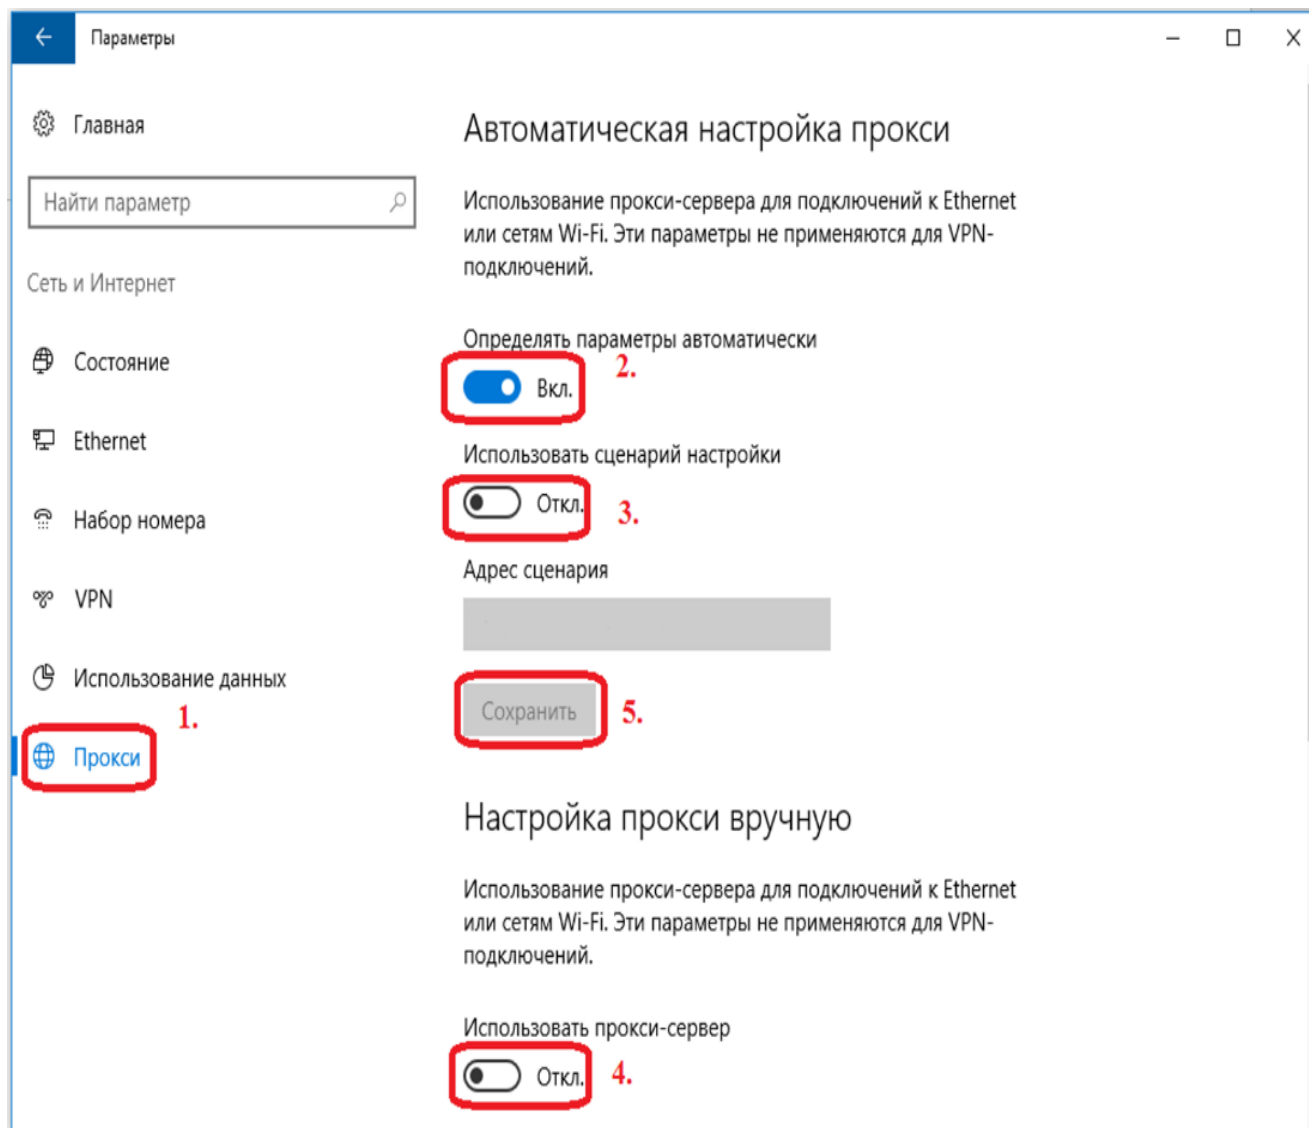 Параметры
Главная
Найти параметр
Сеть и Интернет
Состояние
Ethernet
Набор номера
VPN
Использование данных
1.
Прокси
Автоматическая настройка прокси
Использование прокси-сервера для подключений к Ethernet
или сетям Wi-Fi. Эти параметры не применяются для VPN-
подключений.
Определять параметры автоматически
Вкл.
2.
Использовать сценарий настройки
Откл.
3.
Адрес сценария
Сохранить
5.
Настройка прокси вручную
Использование прокси-сервера для подключений к Ethernet
или сетям Wi-Fi. Эти параметры не применяются для VPN-
подключений.
Использовать прокси-сервер
Откл.
4.